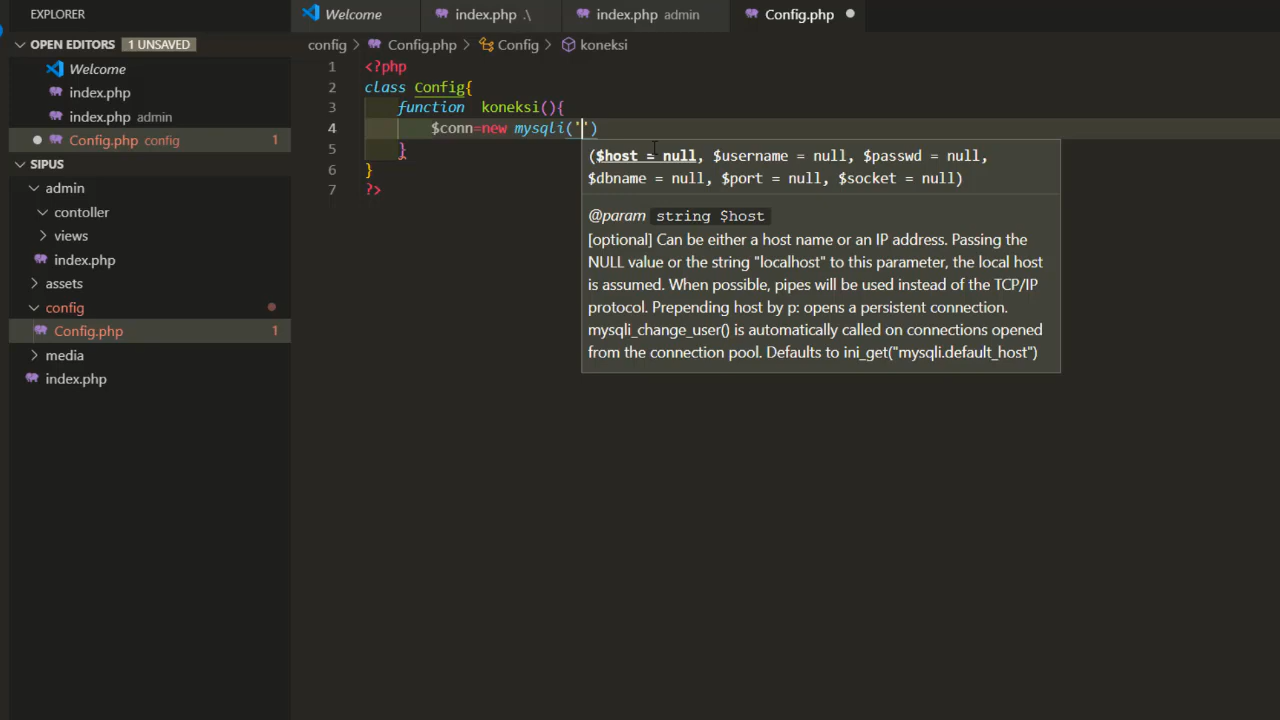 EXPLORER
OPEN EDITORS 1 UNSAVED
Welcome
index.php
index.php admin
Config.php config 1
SIPUS
admin
contoller
views
index.php
assets
config
Config.php 1
media
index.php
Welcome index.php .\ index.php admin Config.php
config > Config.php > Config > koneksi
1 <?php
2 class Config{
3 function koneksi(){
4 $conn=new mysqli('')
5 }
6 }
7 ?>
($host = null, $username = null, $passwd = null,
$dbname = null, $port = null, $socket = null)
@param string $host
[optional] Can be either a host name or an IP address. Passing the
NULL value or the string "localhost" to this parameter, the local host
is assumed. When possible, pipes will be used instead of the TCP/IP
protocol. Prepending host by p: opens a persistent connection.
mysqli_change_user() is automatically called on connections opened
from the connection pool. Defaults to ini_get("mysqli.default_host")